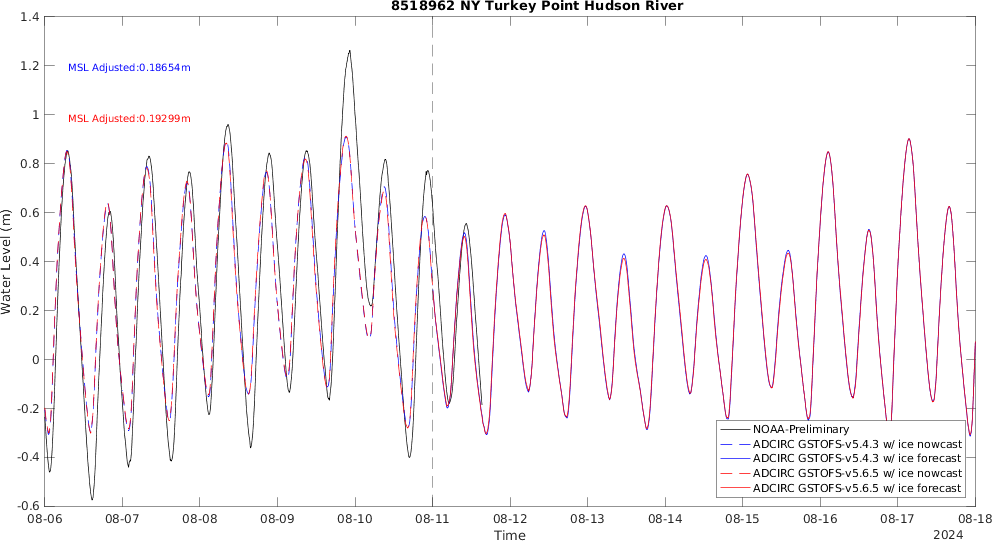 8518962 NY Turkey Point Hudson River
1.4
1.2
1
0.8
0.6
0.4
0.2
0
-0.2
-0.4
-0.6
Water Level (m)
MSL Adjusted:0.18654m
MSL Adjusted:0.19299m
NOAA-Preliminary
ADCIRC GSTOFS-v5.4.3 w/ ice nowcast
ADCIRC GSTOFS-v5.4.3 w/ ice forecast
ADCIRC GSTOFS-v5.6.5 w/ ice nowcast
ADCIRC GSTOFS-v5.6.5 w/ ice forecast
08-06 08-07 08-08 08-09 08-10 08-11 08-12 08-13 08-14 08-15 08-16 08-17 08-18
Time
2024